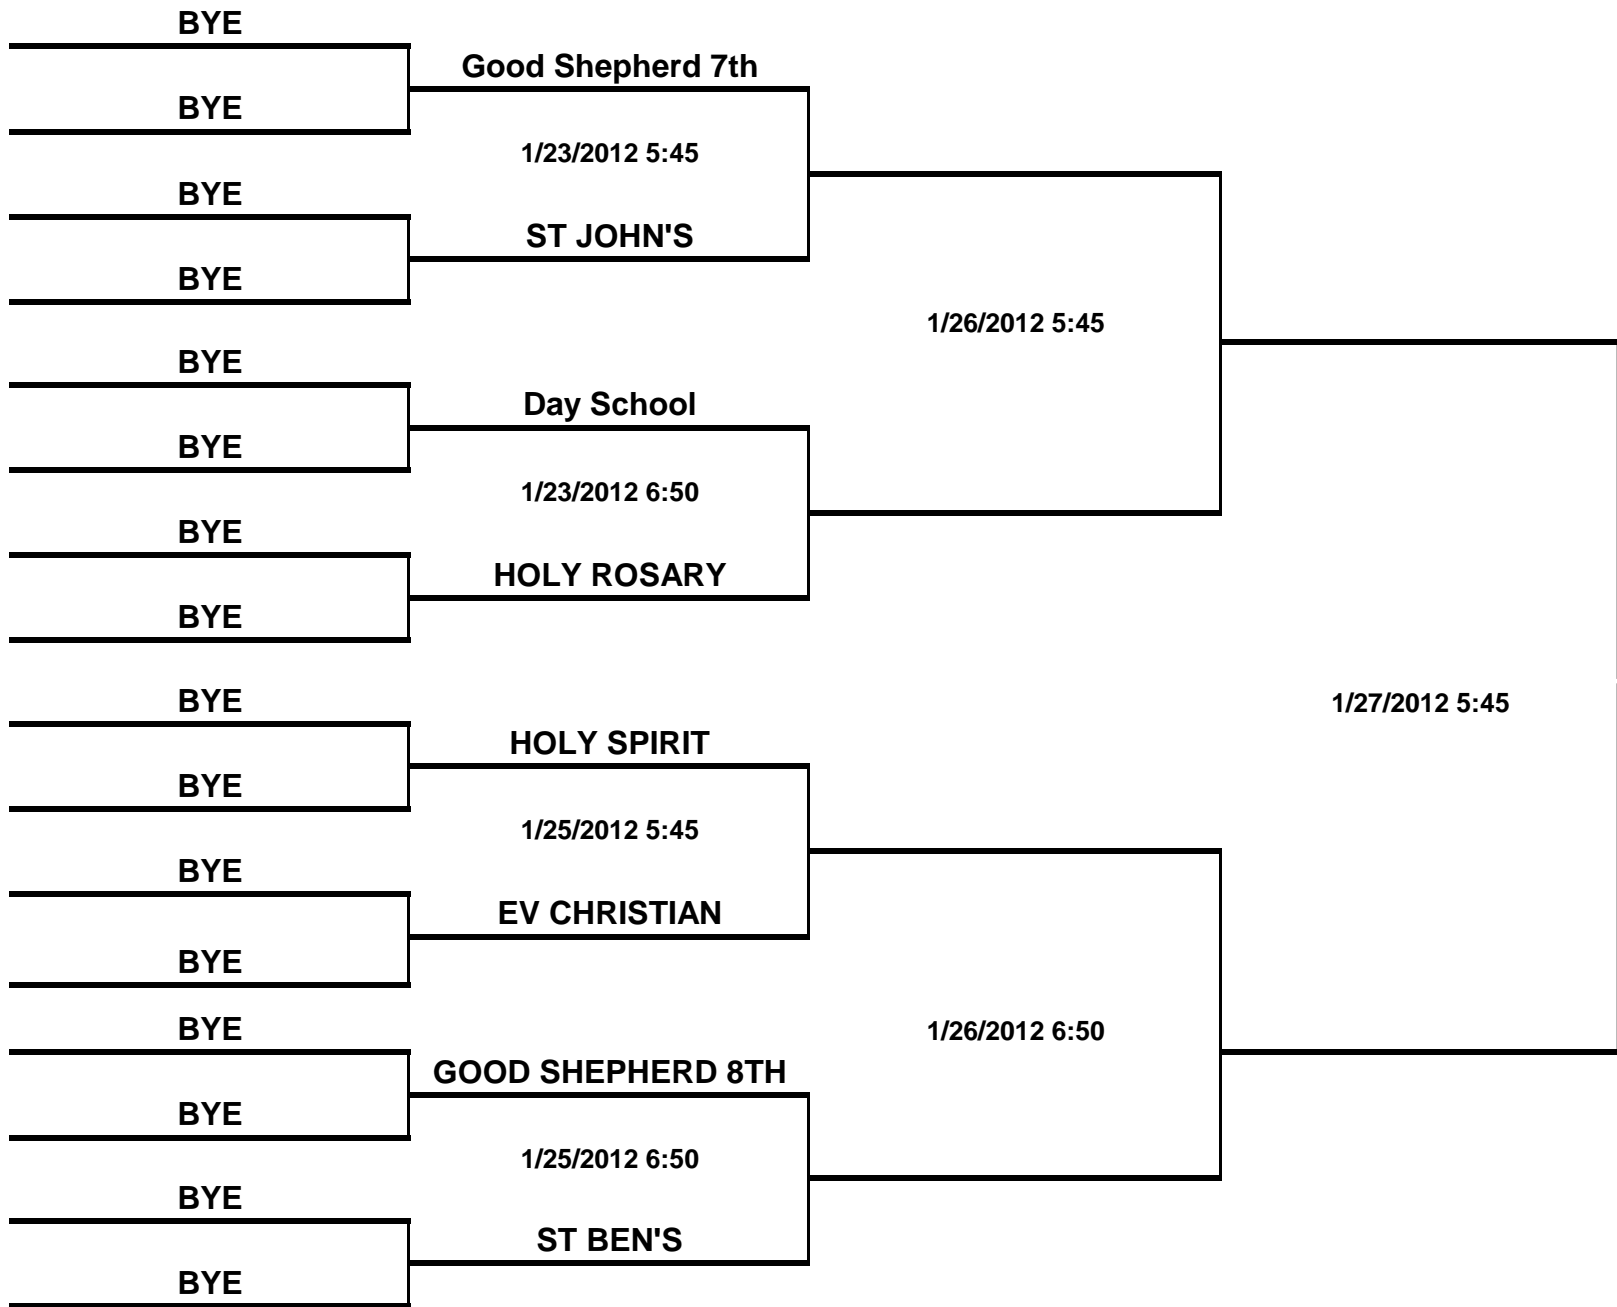 BYE
Good Shepherd 7th
BYE
1/23/2012 5:45
BYE
ST JOHN'S
BYE
1/26/2012 5:45
BYE
Day School
BYE
1/23/2012 6:50
BYE
HOLY ROSARY
BYE
BYE
1/27/2012 5:45
HOLY SPIRIT
BYE
1/25/2012 5:45
BYE
EV CHRISTIAN
BYE
BYE
1/26/2012 6:50
GOOD SHEPHERD 8TH
BYE
1/25/2012 6:50
BYE
ST BEN'S
BYE